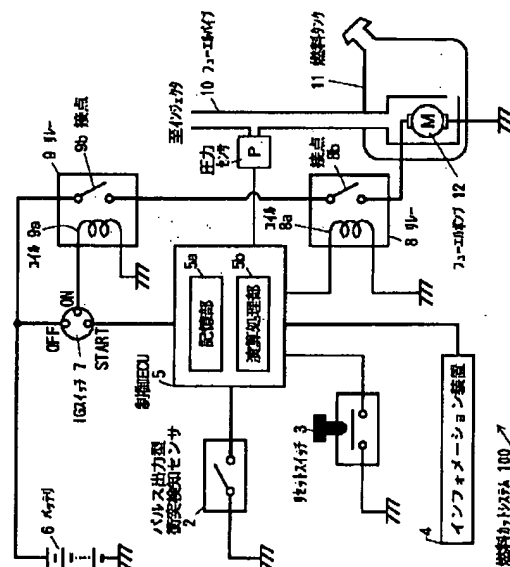 燃料カットシステム 100
6 バッテリ
OFF
ON
START
IGスイッチ 7
コイル 9a
9 リレー
9b 接点
至インジェクタ
10 フューエルパイプ
圧力
センサ
P
11 燃料タンク
M
フューエルポンプ 12
接点
8b
コイル
8a
8 リレー
制御ECU
5
記憶部
5a
演算処理部
5b
パルス出力型
衝突検知センサ
2
リセットスイッチ 3
4
インフォメーション装置